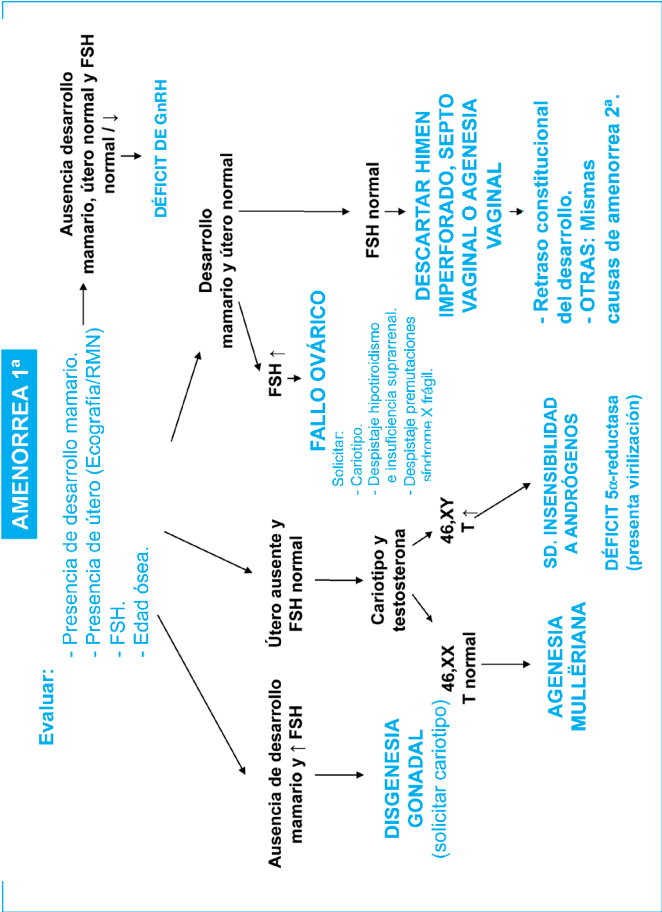 AMENORREA 1ª
Evaluar:
- Presencia de desarrollo mamario.
- Presencia de útero (Ecografía/RMN)
- FSH.
- Edad ósea.
Ausencia de desarrollo
mamario y ↑ FSH
DISGENESIA
GONADAL
(solicitar cariotipo)
Útero ausente y
FSH normal
Cariotipo y
testosterona
46,XX
T normal
AGENESIA
MULLËRIANA
46,XY
T ↑
SD. INSENSIBILIDAD
A ANDRÓGENOS
DÉFICIT 5α-reductasa
(presenta virilización)
Desarrollo
mamario y útero normal
FSH ↑
FALLO OVÁRICO
Solicitar:
- Cariotipo.
- Despistaje hipotiroidismo
e insuficiencia suprarrenal.
- Despistaje premutaciones
síndrome X frágil.
FSH normal
DESCARTAR HIMEN
IMPERFORADO, SEPTO
VAGINAL O AGENESIA
VAGINAL
- Retraso constitucional
del desarrollo.
- OTRAS: Mismas
causas de amenorrea 2ª.
Ausencia desarrollo
mamario, útero normal y FSH
normal / ↓
DÉFICIT DE GnRH